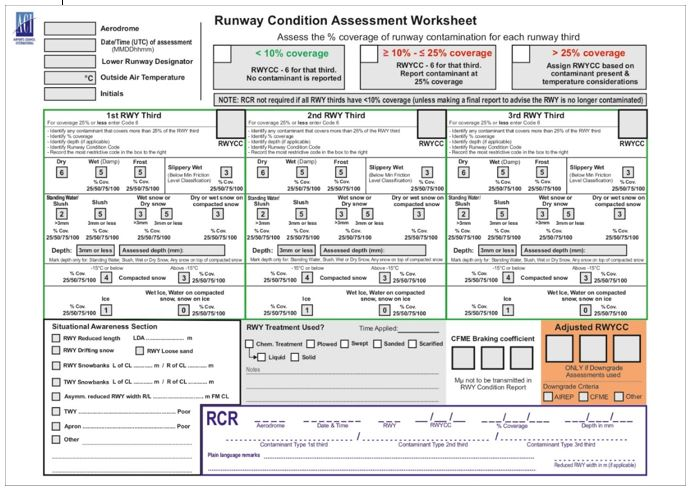 ACI
AIRPORTS COUNCIL
INTERNATIONAL
Runway Condition Assessment Worksheet
Assess the % coverage of runway contamination for each runway third
Aerodrome
Date/Time (UTC) of assessment
(MMDDhhmm)
Lower Runway Designator
°C Outside Air Temperature
Initials
< 10% coverage
RWYCC - 6 for that third.
No contaminant is reported
≥ 10% - ≤ 25% coverage
RWYCC - 6 for that third.
Report contaminant at
25% coverage
> 25% coverage
Assign RWYCC based on
contaminant present &
temperature considerations
NOTE: RCR not required if all RWY thirds have <10% coverage (unless making a final report to advise the RWY is no longer contaminated)
1st RWY Third
For coverage 25% or less enter Code 6
- Identify any contaminant that covers more than 25% of the RWY third
- Identify % coverage
- Identify depth (if applicable)
- Identify Runway Condition Code
- Record the most restrictive code in the box to the right
RWYCC
Dry Wet (Damp) Frost Slippery Wet
6 5 5 (Below Min Friction Level Classification) 3
% Cov. % Cov. % Cov.
25/50/75/100 25/50/75/100 25/50/75/100
Standing Water/ Slush Slush Wet snow or Dry snow Dry or wet snow on compacted snow
2 5 3 5 3
>3mm 3mm or less >3mm 3mm or less
% Cov. % Cov. % Cov. % Cov.
25/50/75/100 25/50/75/100 25/50/75/100 25/50/75/100
Depth: 3mm or less Assessed depth (mm):
Mark depth only for: Standing Water, Slush, Wet or Dry Snow, Any snow on top of compacted snow
-15°C or below Above -15°C
% Cov. 25/50/75/100 4 Compacted snow 3 % Cov. 25/50/75/100
Ice Wet Ice, Water on compacted snow, snow on ice
% Cov. 25/50/75/100 1 0 % Cov. 25/50/75/100
2nd RWY Third
For coverage 25% or less enter Code 6
- Identify any contaminant that covers more than 25% of the RWY third
- Identify % coverage
- Identify depth (if applicable)
- Identify Runway Condition Code
- Record the most restrictive code in the box to the right
RWYCC
Dry Wet (Damp) Frost Slippery Wet
6 5 5 (Below Min Friction Level Classification) 3
% Cov. % Cov. % Cov.
25/50/75/100 25/50/75/100 25/50/75/100
Standing Water/ Slush Slush Wet snow or Dry snow Dry or wet snow on compacted snow
2 5 3 5 3
>3mm 3mm or less >3mm 3mm or less
% Cov. % Cov. % Cov. % Cov.
25/50/75/100 25/50/75/100 25/50/75/100 25/50/75/100
Depth: 3mm or less Assessed depth (mm):
Mark depth only for: Standing Water, Slush, Wet or Dry Snow, Any snow on top of compacted snow
-15°C or below Above -15°C
% Cov. 25/50/75/100 4 Compacted snow 3 % Cov. 25/50/75/100
Ice Wet Ice, Water on compacted snow, snow on ice
% Cov. 25/50/75/100 1 0 % Cov. 25/50/75/100
3rd RWY Third
For coverage 25% or less enter Code 6
- Identify any contaminant that covers more than 25% of the RWY third
- Identify % coverage
- Identify depth (if applicable)
- Identify Runway Condition Code
- Record the most restrictive code in the box to the right
RWYCC
Dry Wet (Damp) Frost Slippery Wet
6 5 5 (Below Min Friction Level Classification) 3
% Cov. % Cov. % Cov.
25/50/75/100 25/50/75/100 25/50/75/100
Standing Water/ Slush Slush Wet snow or Dry snow Dry or wet snow on compacted snow
2 5 3 5 3
>3mm 3mm or less >3mm 3mm or less
% Cov. % Cov. % Cov. % Cov.
25/50/75/100 25/50/75/100 25/50/75/100 25/50/75/100
Depth: 3mm or less Assessed depth (mm):
Mark depth only for: Standing Water, Slush, Wet or Dry Snow, Any snow on top of compacted snow
-15°C or below Above -15°C
% Cov. 25/50/75/100 4 Compacted snow 3 % Cov. 25/50/75/100
Ice Wet Ice, Water on compacted snow, snow on ice
% Cov. 25/50/75/100 1 0 % Cov. 25/50/75/100
Situational Awareness Section
RWY Reduced length LDA ........... m
RWY Drifting snow RWY Loose sand
RWY Snowbanks L of CL ......... m / R of CL ......... m
TWY Snowbanks L of CL ......... m / R of CL ......... m
Asymm. reduced RWY width R/L ................ m FM CL
TWY ................ Poor
Apron ................ Poor
Other ................
RWY Treatment Used? Time Applied:
Chem. Treatment Plowed Swept Sanded Scarified
Liquid Solid
Notes
CFME Braking coefficient
May not to be transmitted in
RWY Condition Report
Adjusted RWYCC
ONLY if Downgrade
Assessments used
Downgrade Criteria
AIREP CFME Other
RCR
Aerodrome Date & Time RWY RWYCC % Coverage Depth in mm
Contaminant Type 1st third Contaminant Type 2nd third Contaminant Type 3rd third
Plain language remarks
Reduced RWY width in m (if applicable)